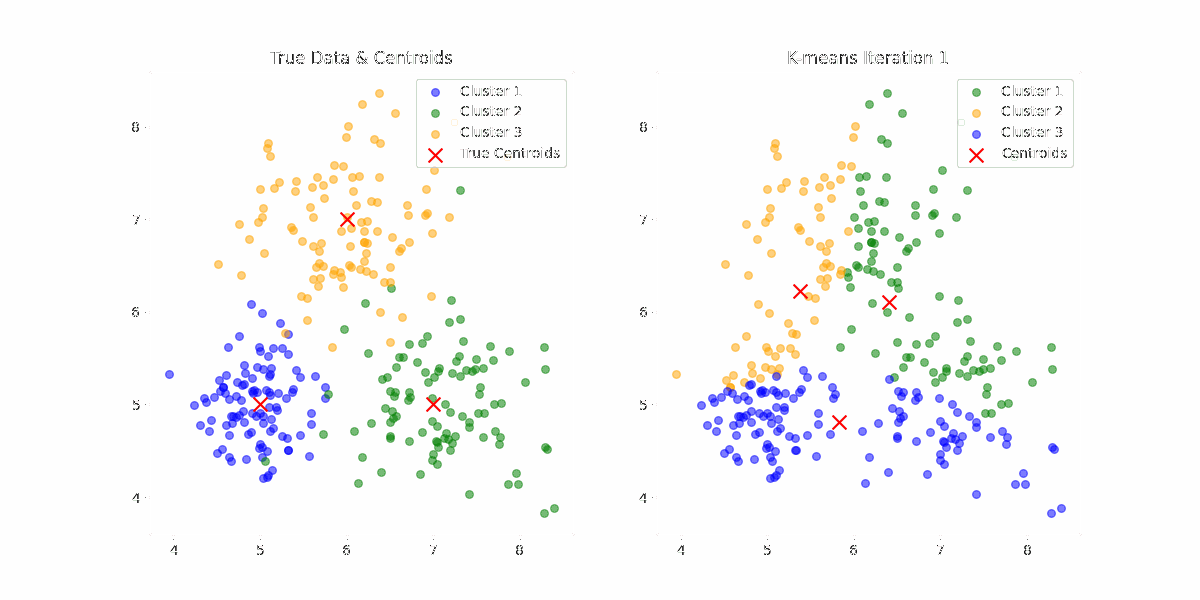 True Data & Centroids
Cluster 1
Cluster 2
Cluster 3
True Centroids
8
7
6
5
4
4 5 6 7 8
K-means Iteration 1
Cluster 1
Cluster 2
Cluster 3
Centroids
8
7
6
5
4
4 5 6 7 8